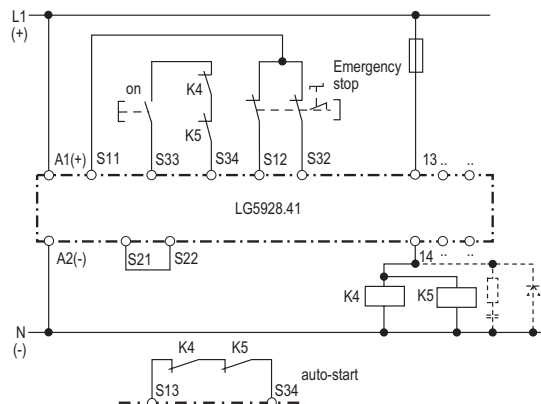 L1
(+)
Emergency
stop
on
K4
K5
A1(+) S11 S33 S34 S12 S32 13 .. ..
LG5928.41
A2(-) S21 S22 14 .. ..
K4 K5
N
(-)
K4 K5
auto-start
S13 S34